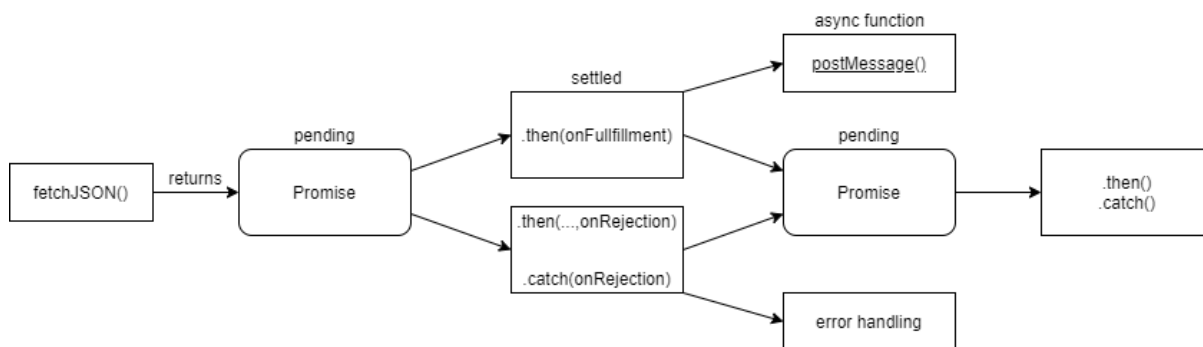 async function
postMessage()
settled
.then(onFullfillment)
pending
pending
fetchJSON()
returns
Promise
Promise
.then()
.catch()
.then(...,onRejection)
.catch(onRejection)
error handling